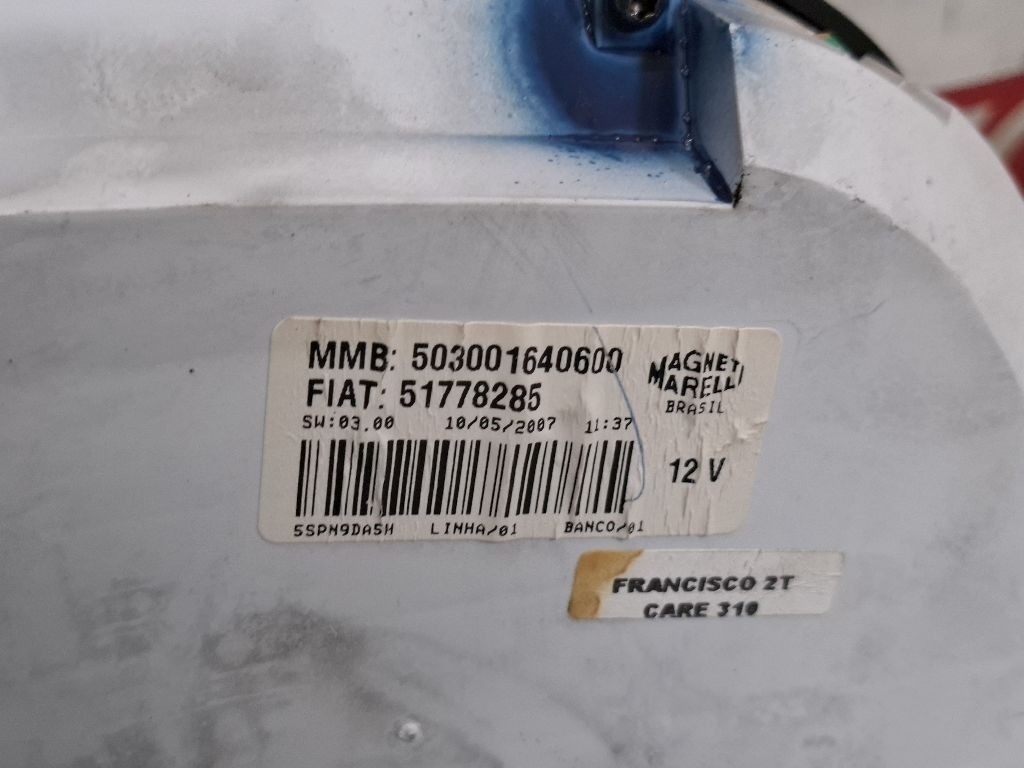 MMB: 503001640600
FIAT: 51778285
MAGNETI
MARELLI
BRASIL
SW:03.00 10/05/2007 11:37
12 V
5SPN9DASH LINHA/01 BANCO/01
FRANCISCO 2T
CARE 310